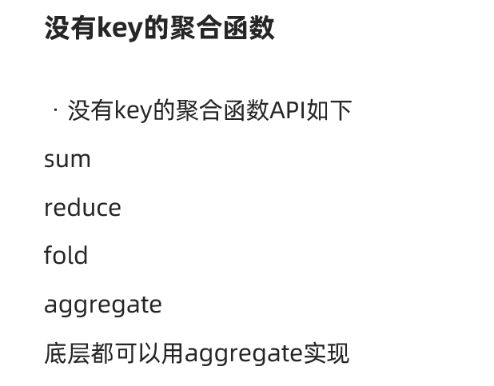 没有key的聚合函数
· 没有key的聚合函数API如下
sum
reduce
fold
aggregate
底层都可以用aggregate实现